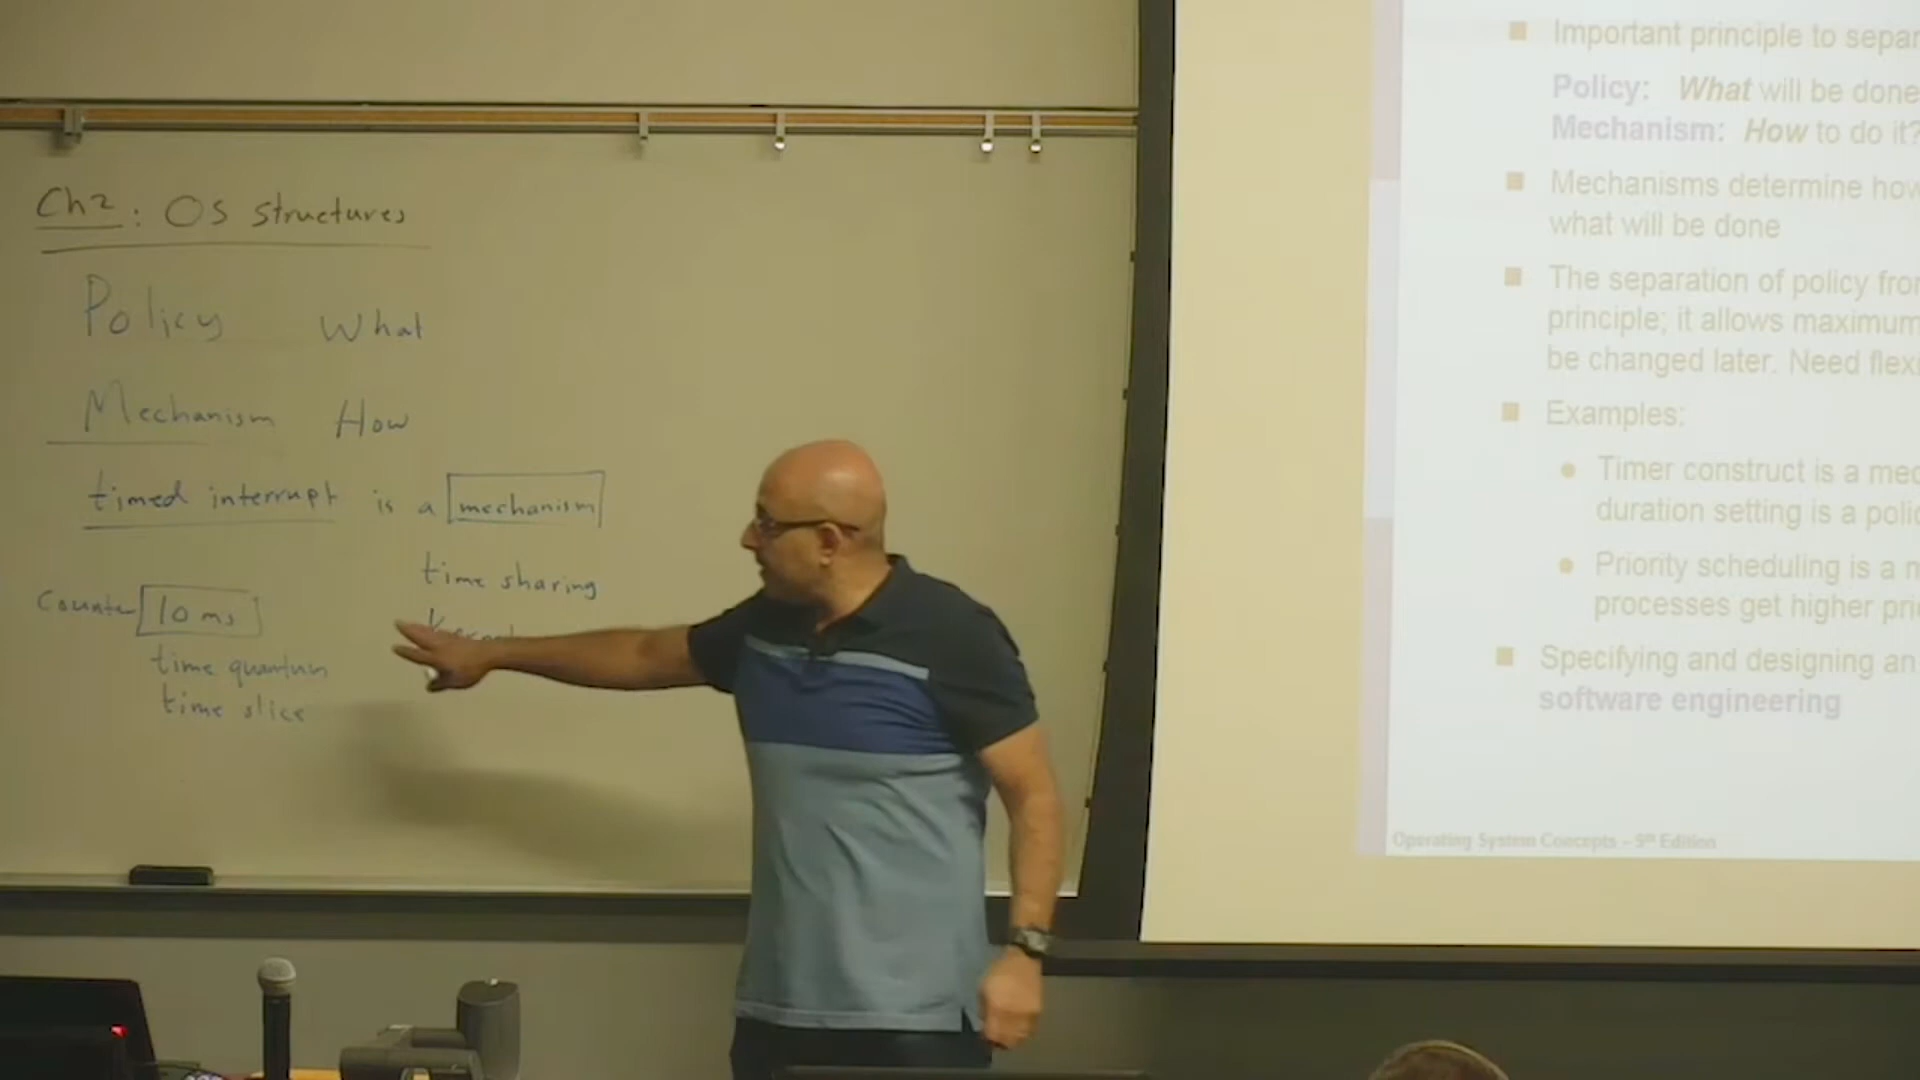 Ch2: OS structures
Policy What
Mechanism How
timed interrupt is a mechanism
time sharing
Counter 10 ms
time quantum
time slice
Important principle to separ
Policy: What will be done
Mechanism: How to do it?
Mechanisms determine how
what will be done
The separation of policy fro
principle; it allows maximum
be changed later. Need flex
Examples:
Timer construct is a mec
duration setting is a polic
Priority scheduling is a
processes get higher pri
Specifying and designing an
software engineering
Operating System Concepts – 9th Edition